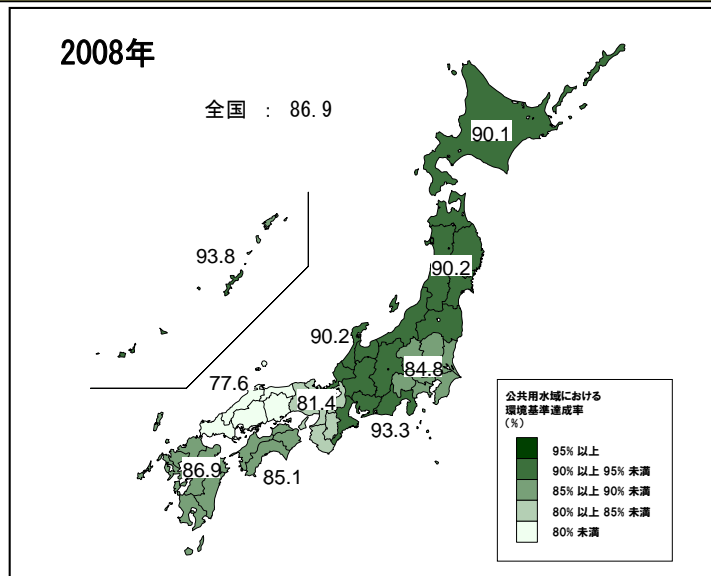 2008年
全国 : 86.9
90.1
93.8
90.2
90.2
84.8
77.6
81.4
93.3
86.9
85.1
公共用水域における
環境基準達成率
(%)
95% 以上
90% 以上 95% 未満
85% 以上 90% 未満
80% 以上 85% 未満
80% 未満